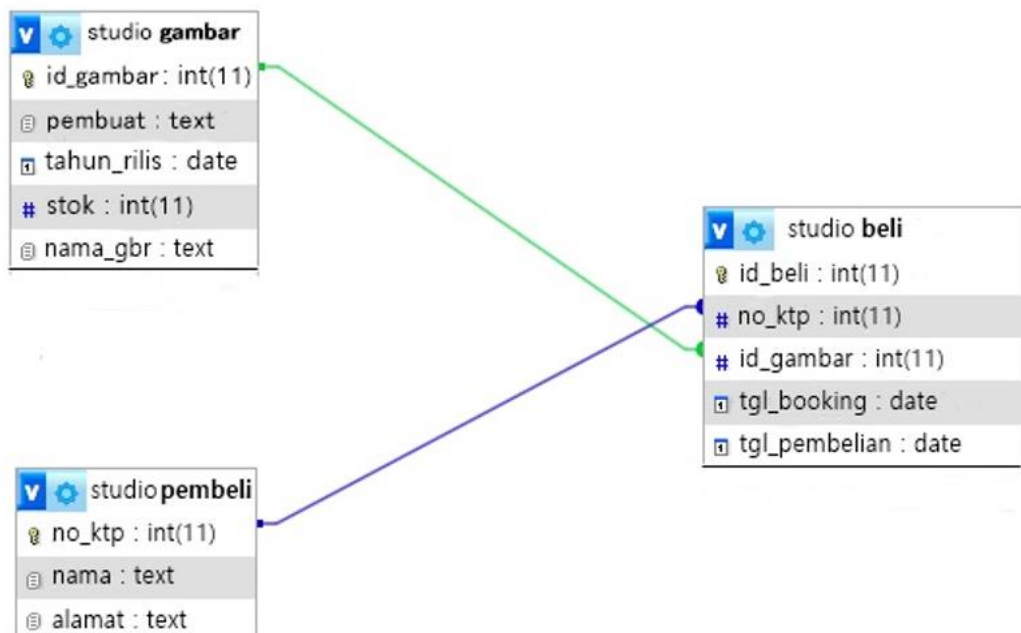 studio gambar
id_gambar : int(11)
pembuat : text
tahun_rilis : date
# stok : int(11)
nama_gbr : text
studio beli
id_beli : int(11)
# no_ktp : int(11)
# id_gambar : int(11)
tgl_booking : date
tgl_pembelian : date
studio pembeli
no_ktp : int(11)
nama : text
alamat : text